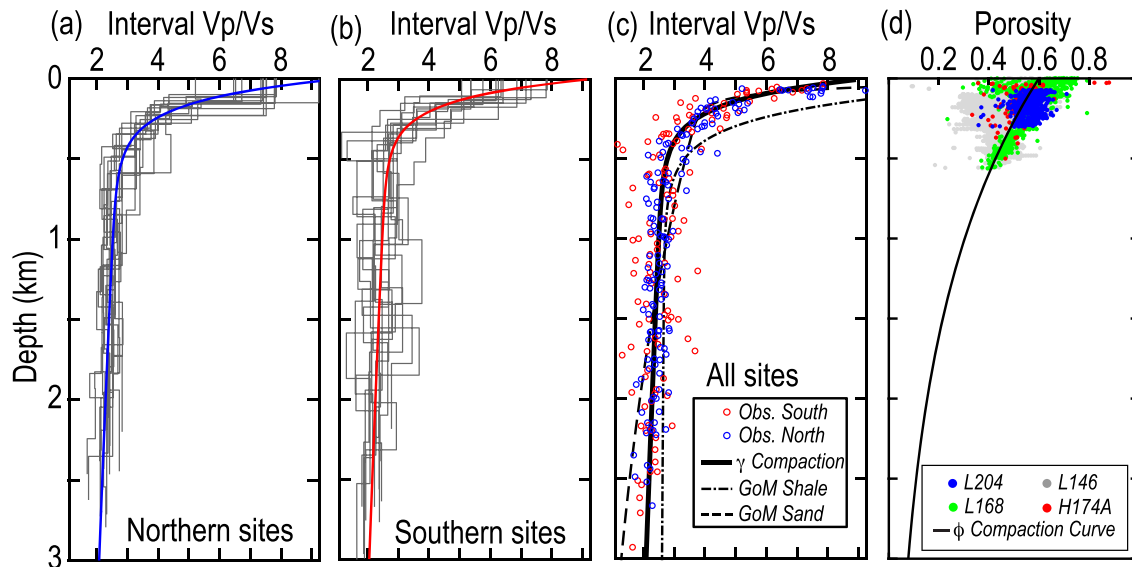 (a) Interval Vp/Vs
2 4 6 8
(b) Interval Vp/Vs
2 4 6 8
(c) Interval Vp/Vs
2 4 6 8
(d) Porosity
0.2 0.4 0.6 0.8
0
1
2
3
Depth (km)
Northern sites
Southern sites
All sites
Obs. South
Obs. North
γ Compaction
GoM Shale
GoM Sand
L204 L146
L168 H174A
ϕ Compaction Curve